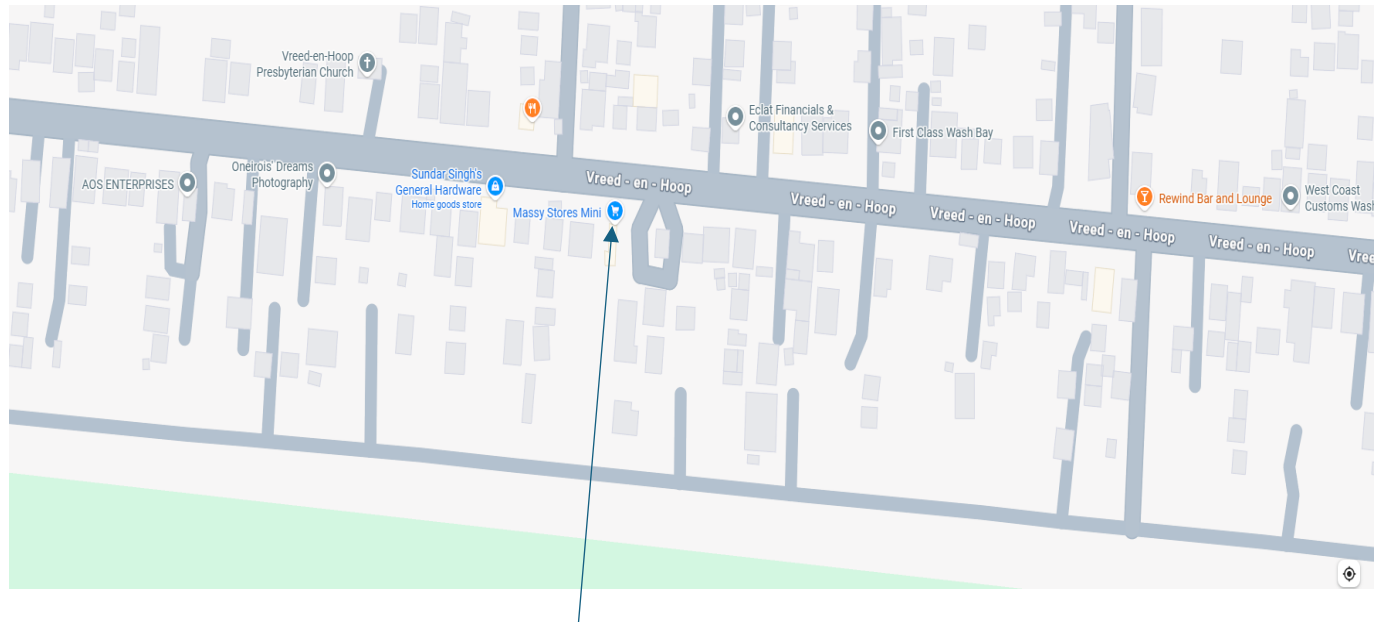 Vreed-en-Hoop
Presbyterian Church
Eclat Financials &
Consultancy Services
First Class Wash Bay
Oneirois' Dreams
Photography
AOS ENTERPRISES
Sundar Singh's
General Hardware
Home goods store
Massy Stores Mini
Vreed - en - Hoop
Vreed - en - Hoop
Vreed - en - Hoop
Vreed - en - Hoop
Vreed - en - Hoop
Vree
Rewind Bar and Lounge
West Coast
Customs Wash